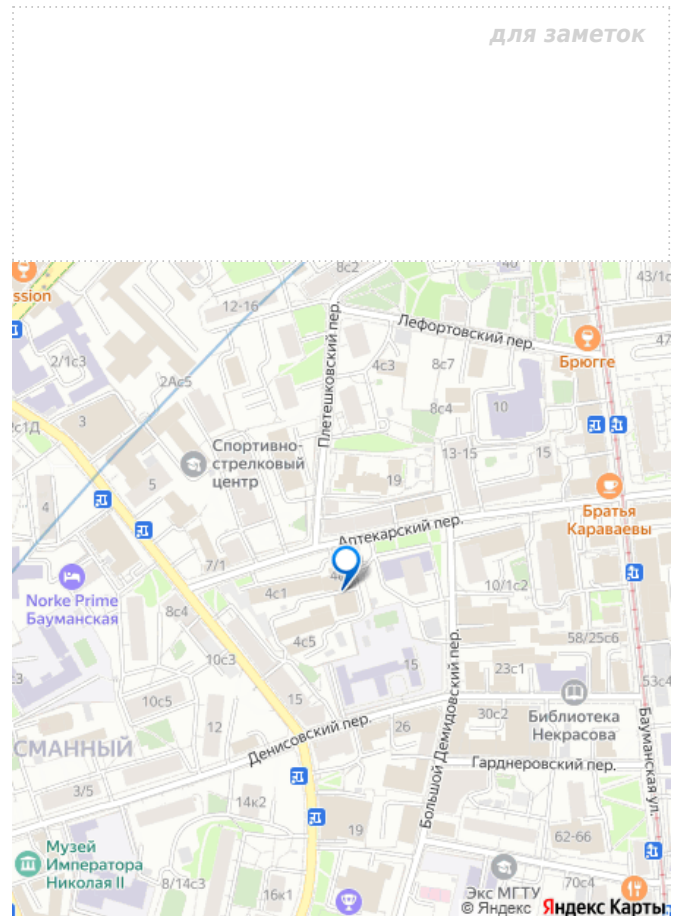 для заметок
8с2
40
43/1с
ssion
12-16
Лефортовский пер.
47
Плетешковский пер.
2/1с3
4с3
8с7
Брюгге
2Ас5
8с4
10
3
2с1Д
Спортивно-
стрелковый
центр
13-15
15
5
19
4
Братья
Караваевы
Аптекарский пер.
7/1
Norke Prime
Бауманская
4с1
10/1с2
8с4
4с5
58/25с6
10с3
15
23с1
53с4
10с5
15
Большой Демидовский пер.
30с2
Библиотека
Некрасова
12
26
СМАННЫЙ
Денисовский пер.
Бауманская ул.
Гарднеровский пер.
3/5
14к2
19
62-66
Музей
Императора
Николая II
8/14с3
16к1
Экс МГТУ
70с4
© Яндекс Яндекс Карты